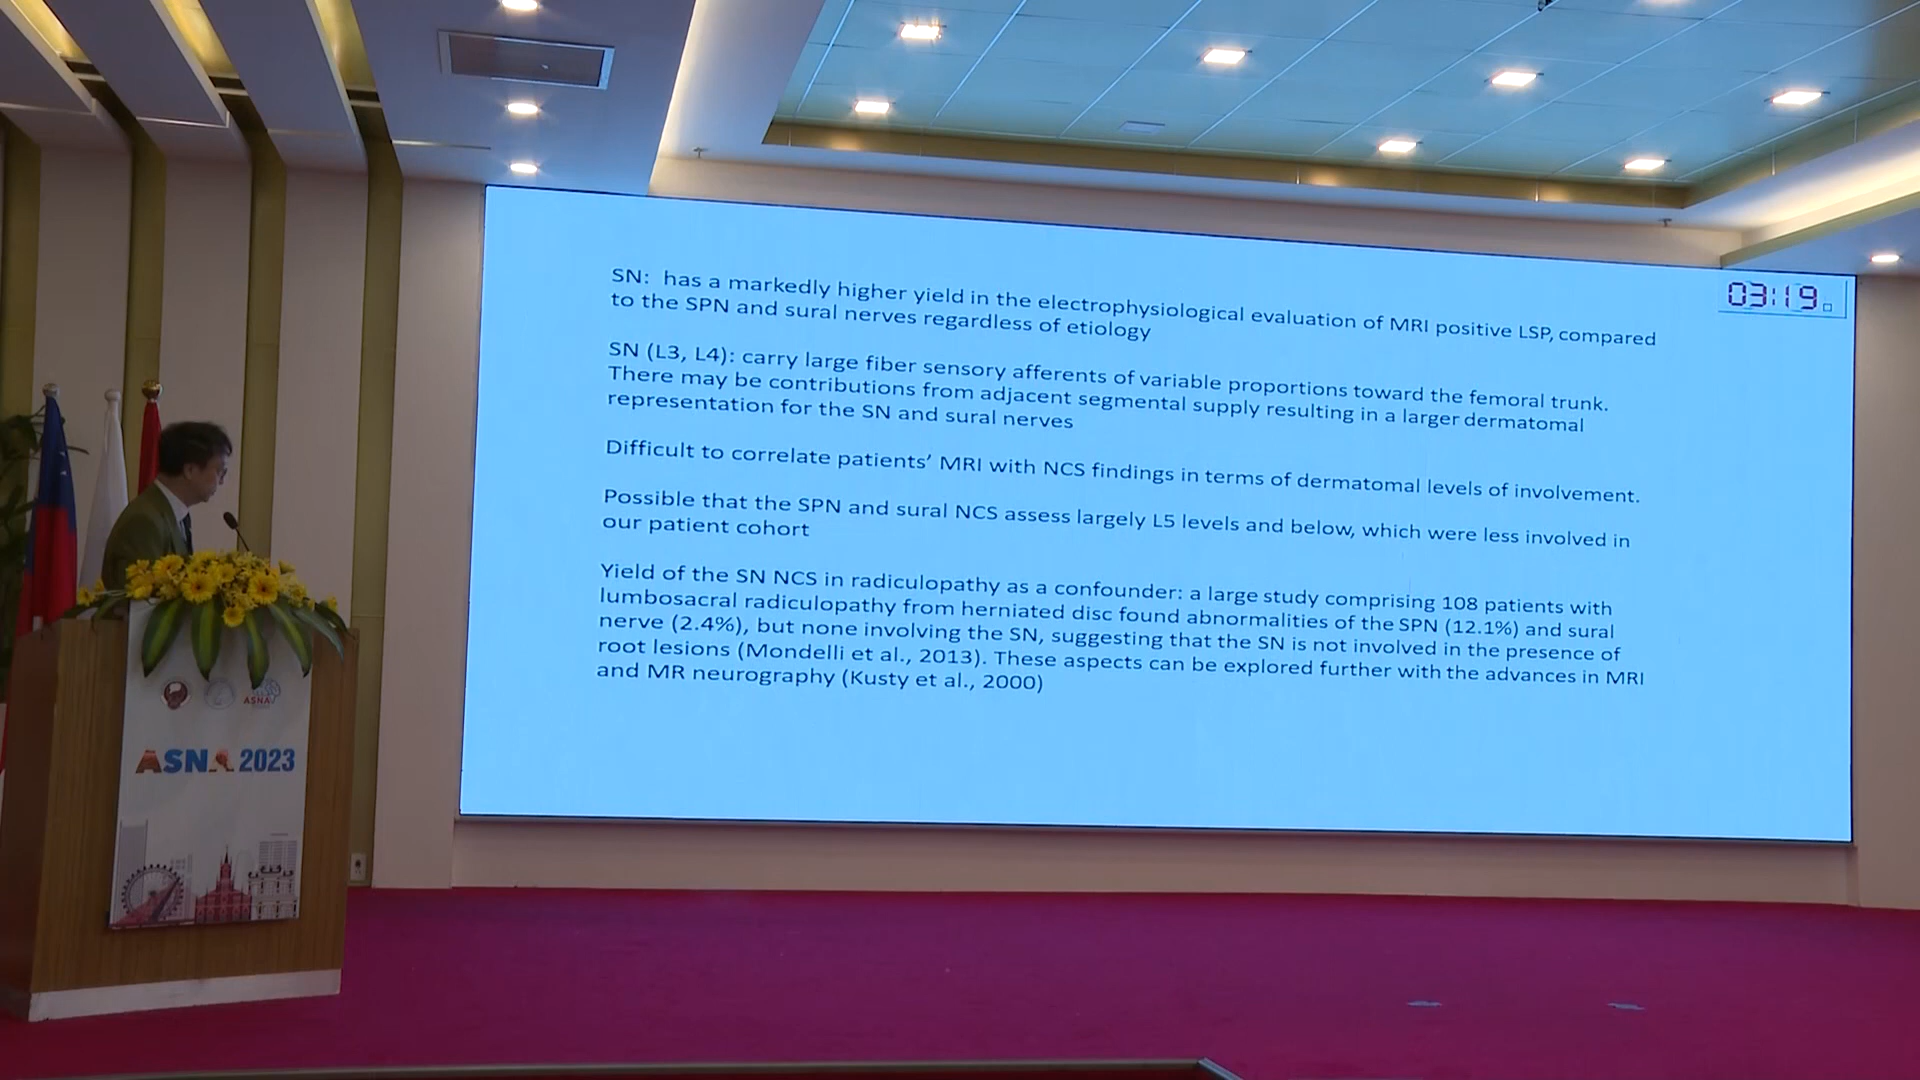 SN: has a markedly higher yield in the electrophysiological evaluation of MRI positive LSP, compared
to the SPN and sural nerves regardless of etiology
SN (L3, L4): carry large fiber sensory afferents of variable proportions toward the femoral trunk.
There may be contributions from adjacent segmental supply resulting in a larger dermatomal
representation for the SN and sural nerves
Difficult to correlate patients' MRI with NCS findings in terms of dermatomal levels of involvement.
Possible that the SPN and sural NCS assess largely L5 levels and below, which were less involved in
our patient cohort
Yield of the SN NCS in radiculopathy as a confounder: a large study comprising 108 patients with
lumbosacral radiculopathy from herniated disc found abnormalities of the SPN (12.1%) and sural
nerve (2.4%), but none involving the SN, suggesting that the SN is not involved in the presence of
root lesions (Mondelli et al., 2013). These aspects can be explored further with the advances in MRI
and MR neurography (Kusty et al., 2000)
03:19
ASNA
ASNA 2023